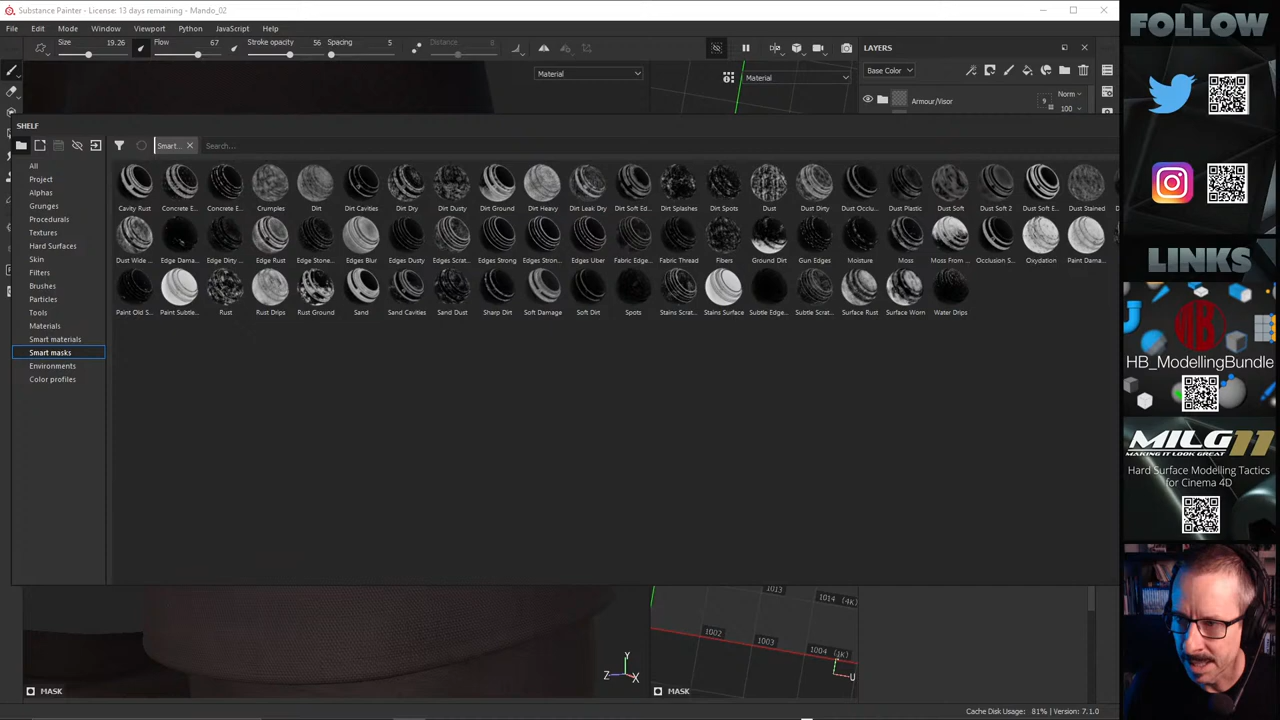 Substance Painter - License: 13 days remaining - Mando_02
File Edit Mode Window Viewport Python JavaScript Help
Size 19.26 Flow 67 Stroke opacity 56 Spacing 5 Distance 8
Material
Material
LAYERS
Base Color
Norm
Armour/Visor
9
100
SHELF
Smart...
Search...
All
Project
Alphas
Grunges
Procedurals
Textures
Hard Surfaces
Skin
Filters
Brushes
Particles
Tools
Materials
Smart materials
Smart masks
Environments
Color profiles
Cavity Rust Concrete E... Concrete E... Crumples Dirt Dirt Cavities Dirt Dry Dirt Dusty Dirt Ground Dirt Heavy Dirt Leak Dry Dirt Soft Ed... Dirt Splashes Dirt Spots Dust Dust Dirty Dust Occlu... Dust Plastic Dust Soft Dust Soft 2 Dust Soft E... Dust Stained
Dust Wide ... Edge Dama... Edge Dirty ... Edge Rust Edge Stone... Edges Blur Edges Dusty Edges Scrat... Edges Strong Edges Stron... Edges Uber Fabric Edge... Fabric Thread Fibers Ground Dirt Gun Edges Moisture Moss Moss From ... Occlusion S... Oxydation Paint Dama...
Paint Old S... Paint Subtle... Rust Rust Drips Rust Ground Sand Sand Cavities Sand Dust Sharp Dirt Soft Damage Soft Dirt Spots Stains Scrat... Stains Surface Subtle Edge... Subtle Scrat... Surface Rust Surface Worn Water Drips
1013
1014 (4K)
1002
1003
1004 (1K)
Y
Z
X
U
MASK
MASK
Cache Disk Usage: 81% | Version: 7.1.0
FOLLOW
LINKS
HB_ModellingBundle
MILG11
MAKING IT LOOK GREAT
Hard Surface Modelling Tactics
for Cinema 4D